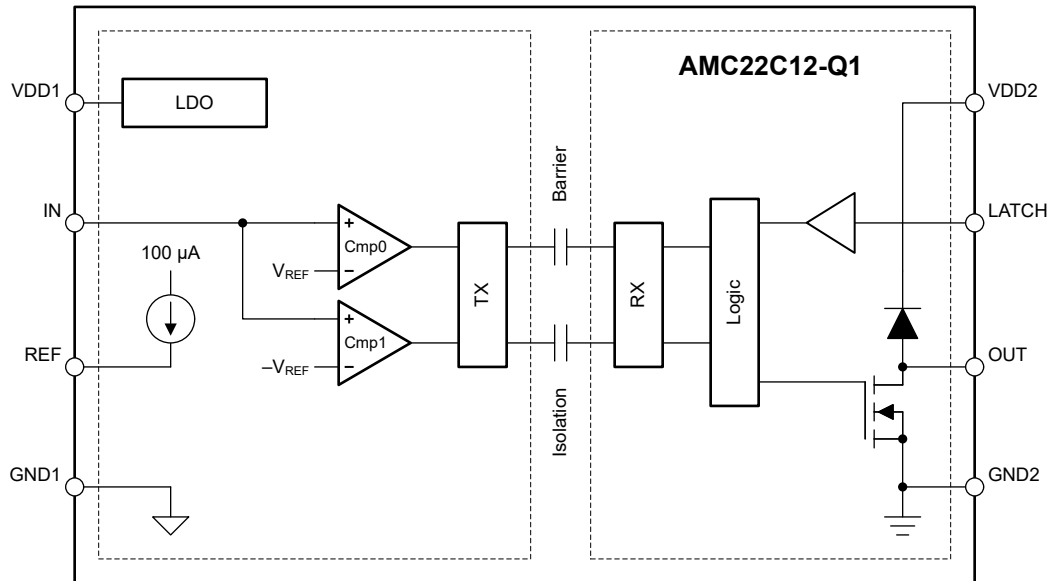 AMC22C12-Q1
VDD1
LDO
VDD2
IN
Barrier
LATCH
+
Cmp0
VREF
−
100 µA
TX
RX
Logic
+
Cmp1
−VREF
−
REF
OUT
Isolation
GND1
GND2